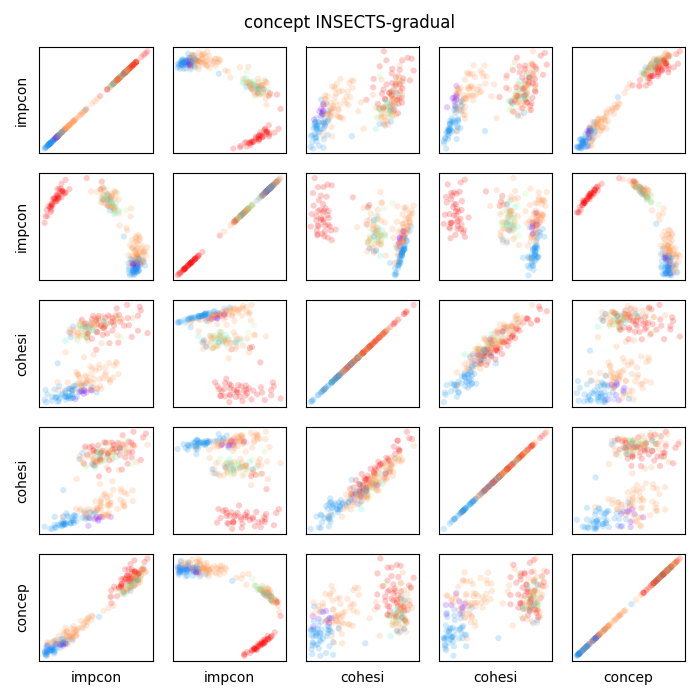 concept INSECTS-gradual
impcon
impcon
cohesi
cohesi
concep
impcon impcon cohesi cohesi concep